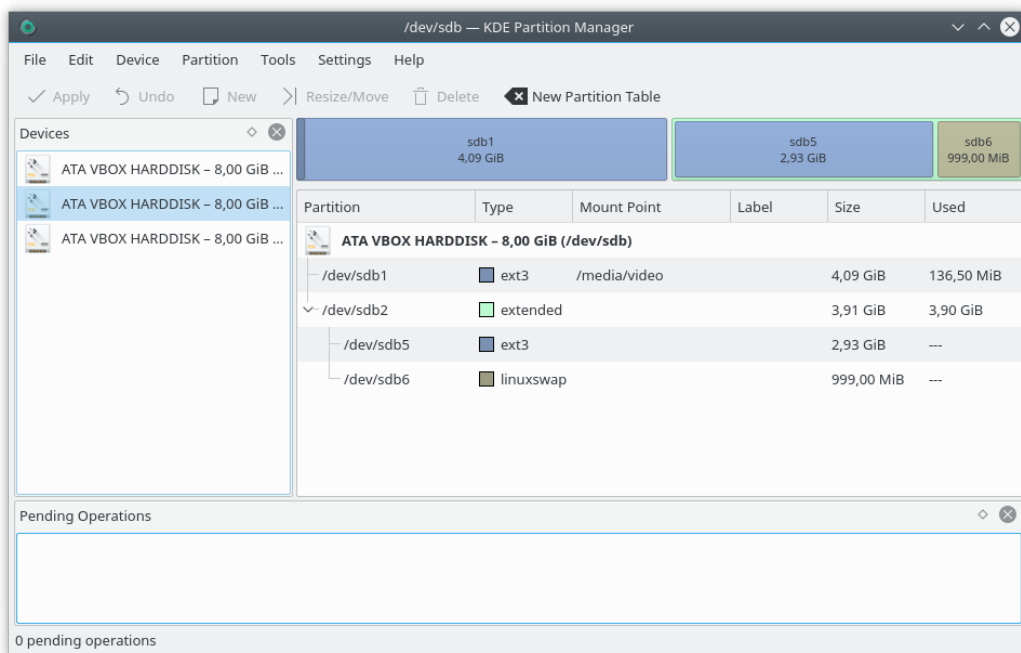 /dev/sdb — KDE Partition Manager
File Edit Device Partition Tools Settings Help
Apply Undo New Resize/Move Delete New Partition Table
Devices
ATA VBOX HARDDISK – 8,00 GiB ...
ATA VBOX HARDDISK – 8,00 GiB ...
ATA VBOX HARDDISK – 8,00 GiB ...
sdb1
4,09 GiB
sdb5
2,93 GiB
sdb6
999,00 MiB
Partition Type Mount Point Label Size Used
ATA VBOX HARDDISK – 8,00 GiB (/dev/sdb)
/dev/sdb1 ext3 /media/video 4,09 GiB 136,50 MiB
/dev/sdb2 extended 3,91 GiB 3,90 GiB
/dev/sdb5 ext3 2,93 GiB ---
/dev/sdb6 linuxswap 999,00 MiB ---
Pending Operations
0 pending operations